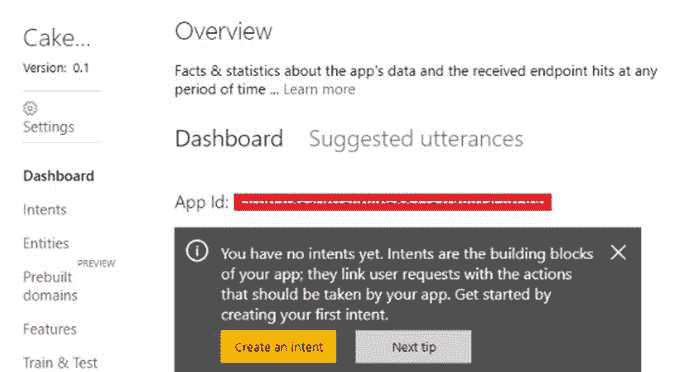 Cake...
Version: 0.1
Settings
Dashboard
Intents
Entities
PREVIEW
Prebuilt
domains
Features
Train & Test
Overview
Facts & statistics about the app's data and the received endpoint hits at any
period of time ... Learn more
Dashboard Suggested utterances
App Id:
You have no intents yet. Intents are the building blocks
of your app; they link user requests with the actions
that should be taken by your app. Get started by
creating your first intent.
Create an intent Next tip